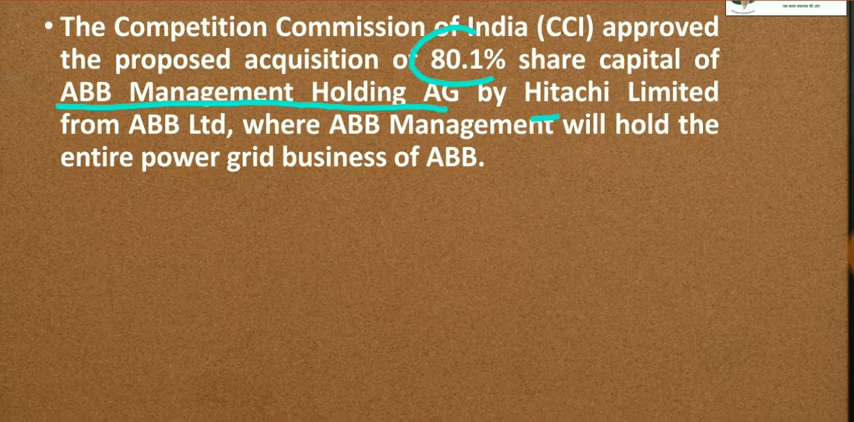 • The Competition Commission of India (CCI) approved
the proposed acquisition of 80.1% share capital of
ABB Management Holding AG by Hitachi Limited
from ABB Ltd, where ABB Management will hold the
entire power grid business of ABB.